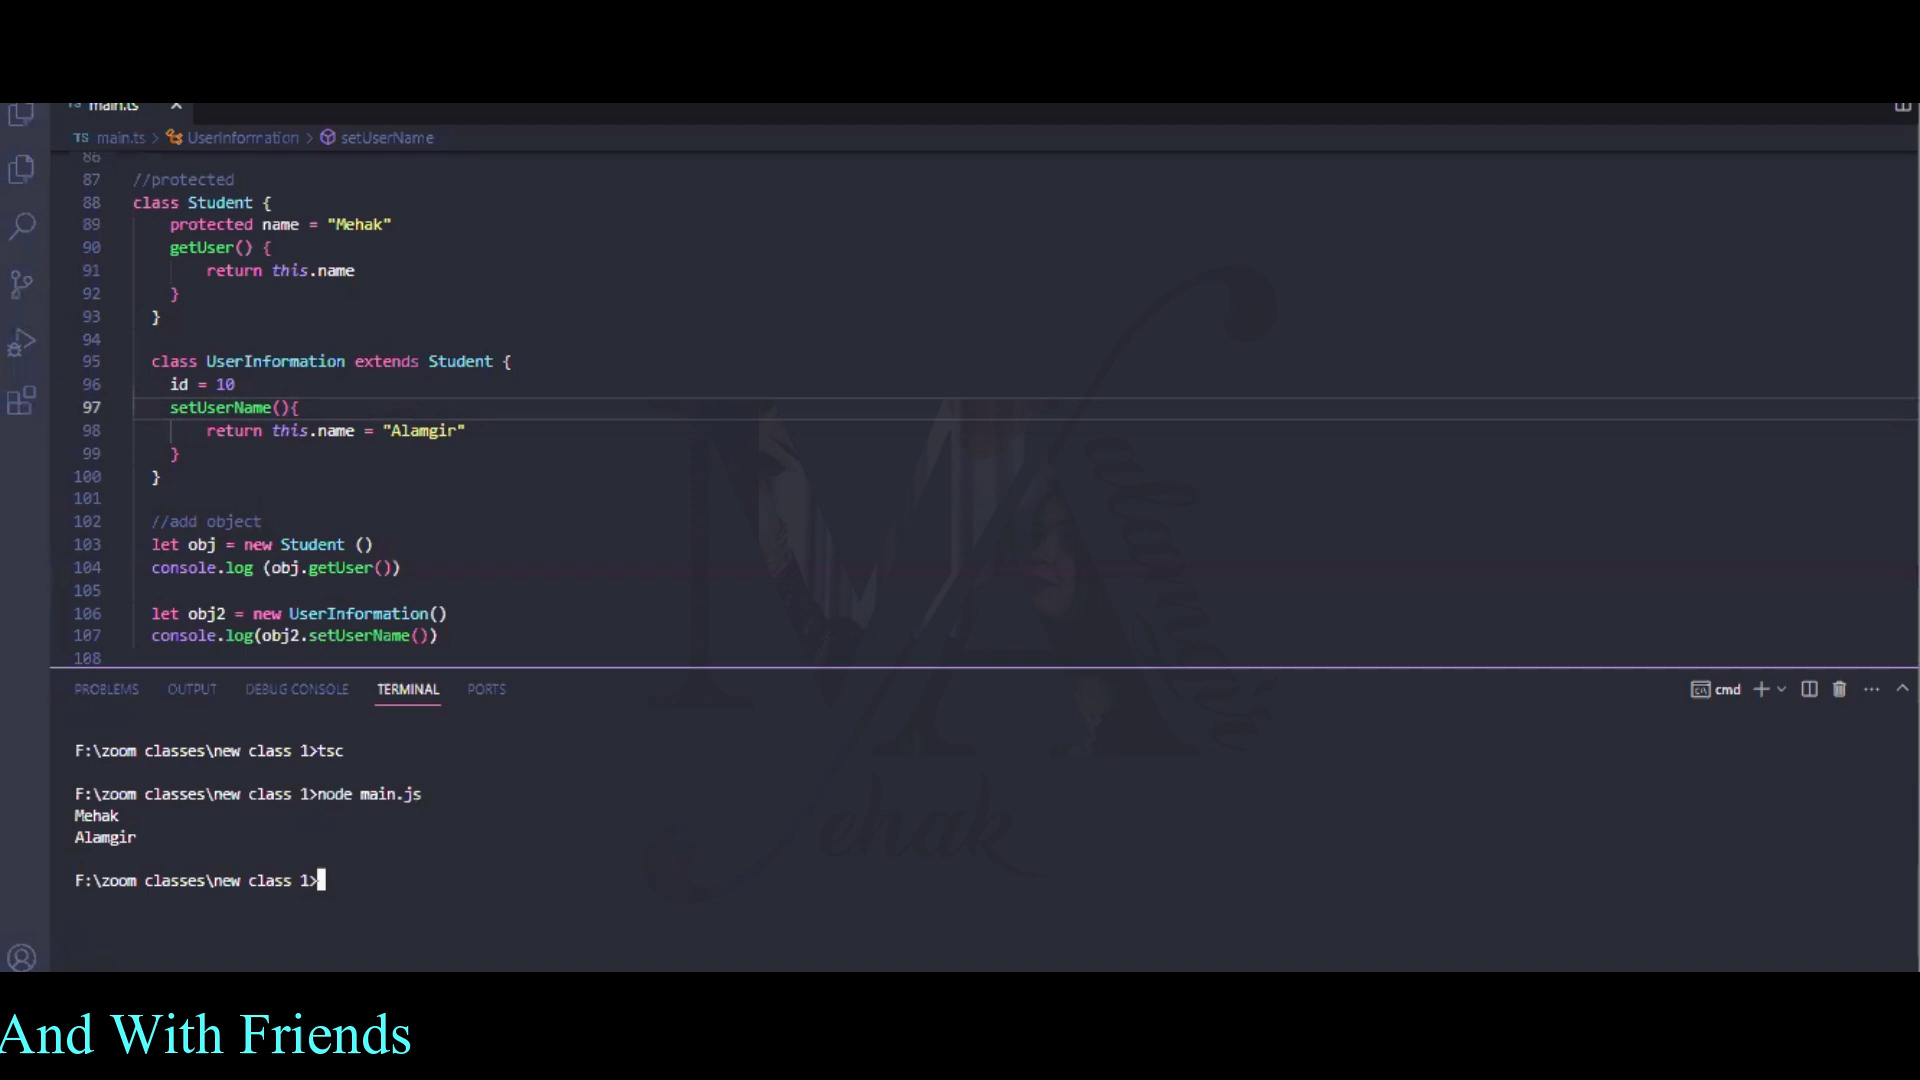 TS main.ts ×
TS main.ts > UserInformation > setUserName
86
87 //protected
88 class Student {
89 protected name = "Mehak"
90 getUser() {
91 return this.name
92 }
93 }
94
95 class UserInformation extends Student {
96 id = 10
97 setUserName(){
98 return this.name = "Alamgir"
99 }
100 }
101
102 //add object
103 let obj = new Student ()
104 console.log (obj.getUser())
105
106 let obj2 = new UserInformation()
107 console.log(obj2.setUserName())
108
PROBLEMS OUTPUT DEBUG CONSOLE TERMINAL PORTS cmd
F:\zoom classes\new class 1>tsc
F:\zoom classes\new class 1>node main.js
Mehak
Alamgir
F:\zoom classes\new class 1>
And With Friends